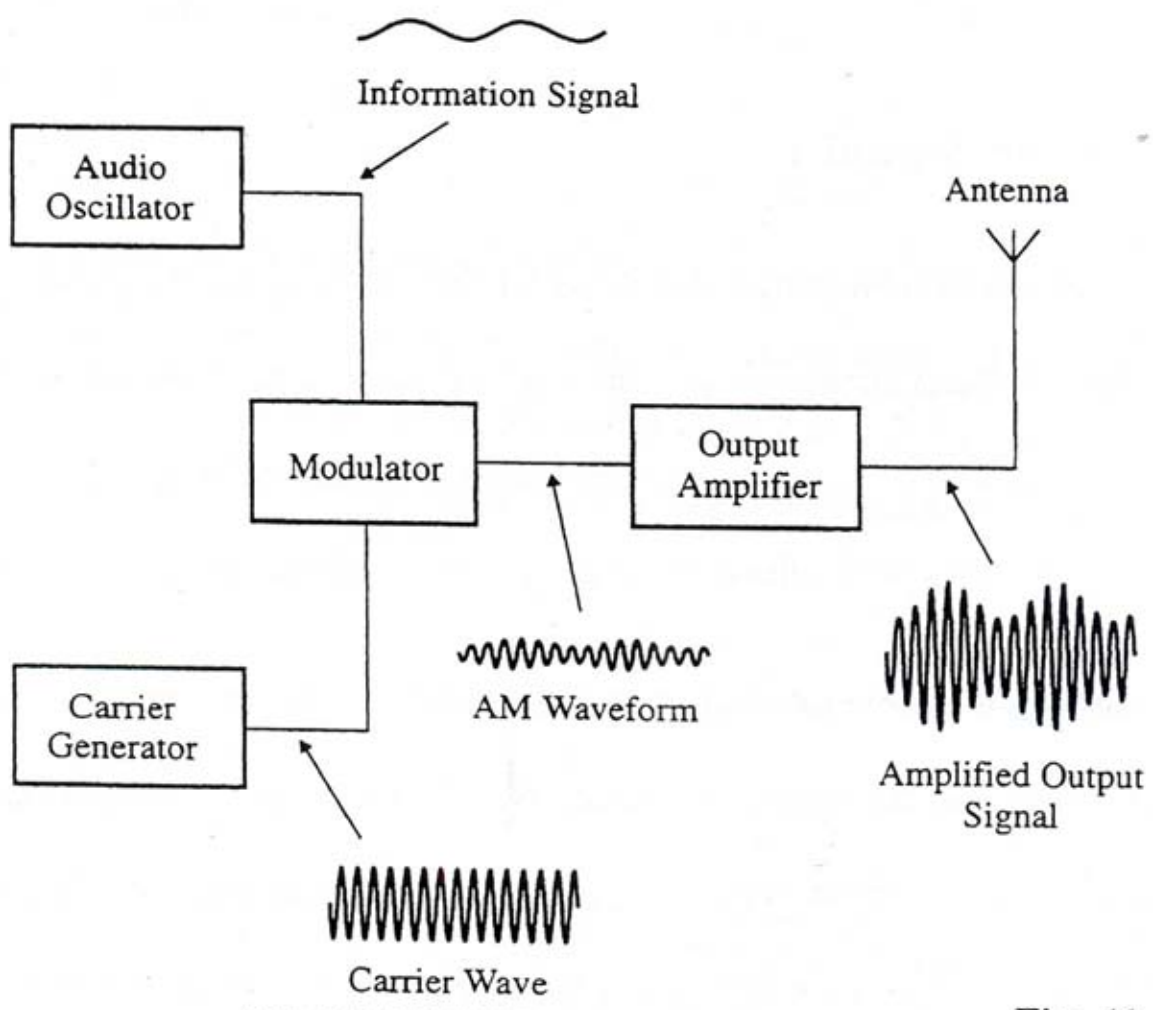 Information Signal
Audio
Oscillator
Antenna
Modulator
Output
Amplifier
Carrier
Generator
AM Waveform
Amplified Output
Signal
Carrier Wave